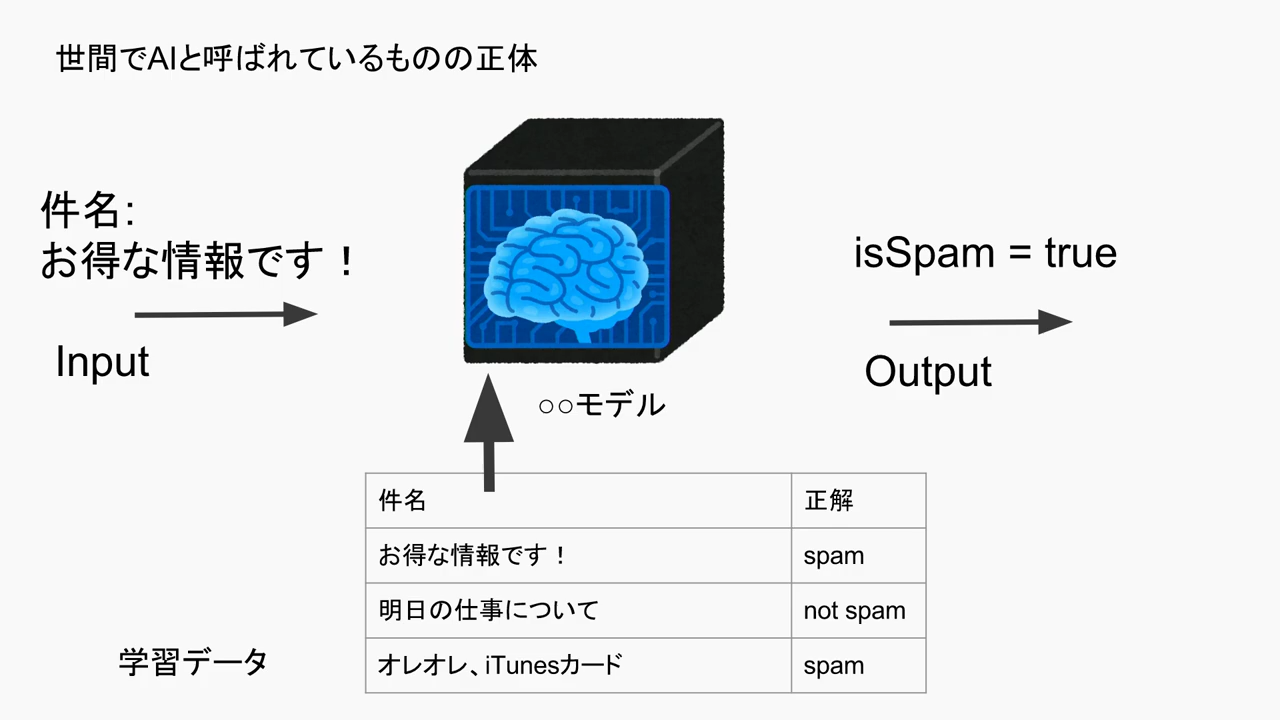 世間でAIと呼ばれているものの正体
件名:
お得な情報です！
Input
isSpam = true
Output
○○モデル
件名 正解
お得な情報です！ spam
明日の仕事について not spam
オレオレ、iTunesカード spam
学習データ